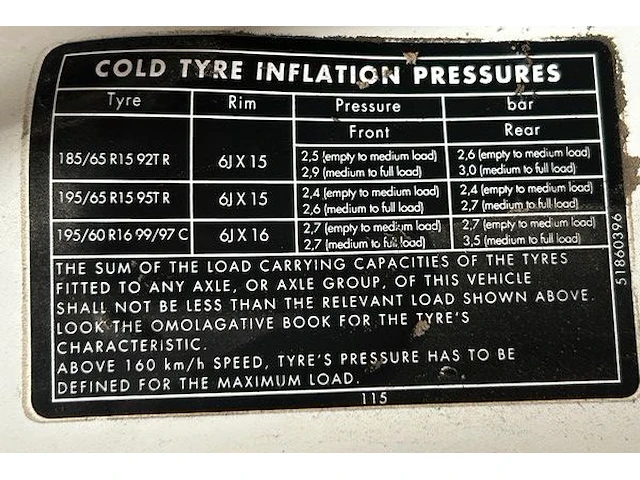 COLD TYRE INFLATION PRESSURES
Tyre Rim Pressure bar
Front Rear
185/65 R15 92T R 6J X 15 2,5 (empty to medium load) 2,6 (empty to medium load)
2,9 (medium to full load) 3,0 (medium to full load)
195/65 R15 95T R 6J X 15 2,4 (empty to medium load) 2,4 (empty to medium load)
2,6 (medium to full load) 2,7 (medium to full load)
195/60 R16 99/97 C 6J X 16 2,7 (empty to medium load) 2,7 (empty to medium load)
2,7 (medium to full load) 3,5 (medium to full load)
THE SUM OF THE LOAD CARRYING CAPACITIES OF THE TYRES
FITTED TO ANY AXLE, OR AXLE GROUP, OF THIS VEHICLE
SHALL NOT BE LESS THAN THE RELEVANT LOAD SHOWN ABOVE.
LOOK THE OMOLAGATIVE BOOK FOR THE TYRE'S
CHARACTERISTIC.
ABOVE 160 km/h SPEED, TYRE'S PRESSURE HAS TO BE
DEFINED FOR THE MAXIMUM LOAD.
115
51860396